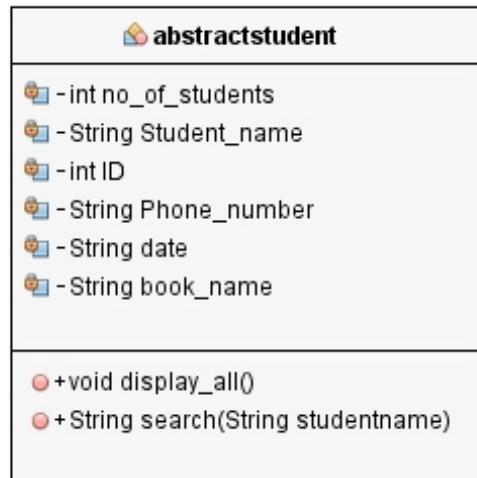 abstractstudent
-int no_of_students
-String Student_name
-int ID
-String Phone_number
-String date
-String book_name
+void display_all()
+String search(String studentname)